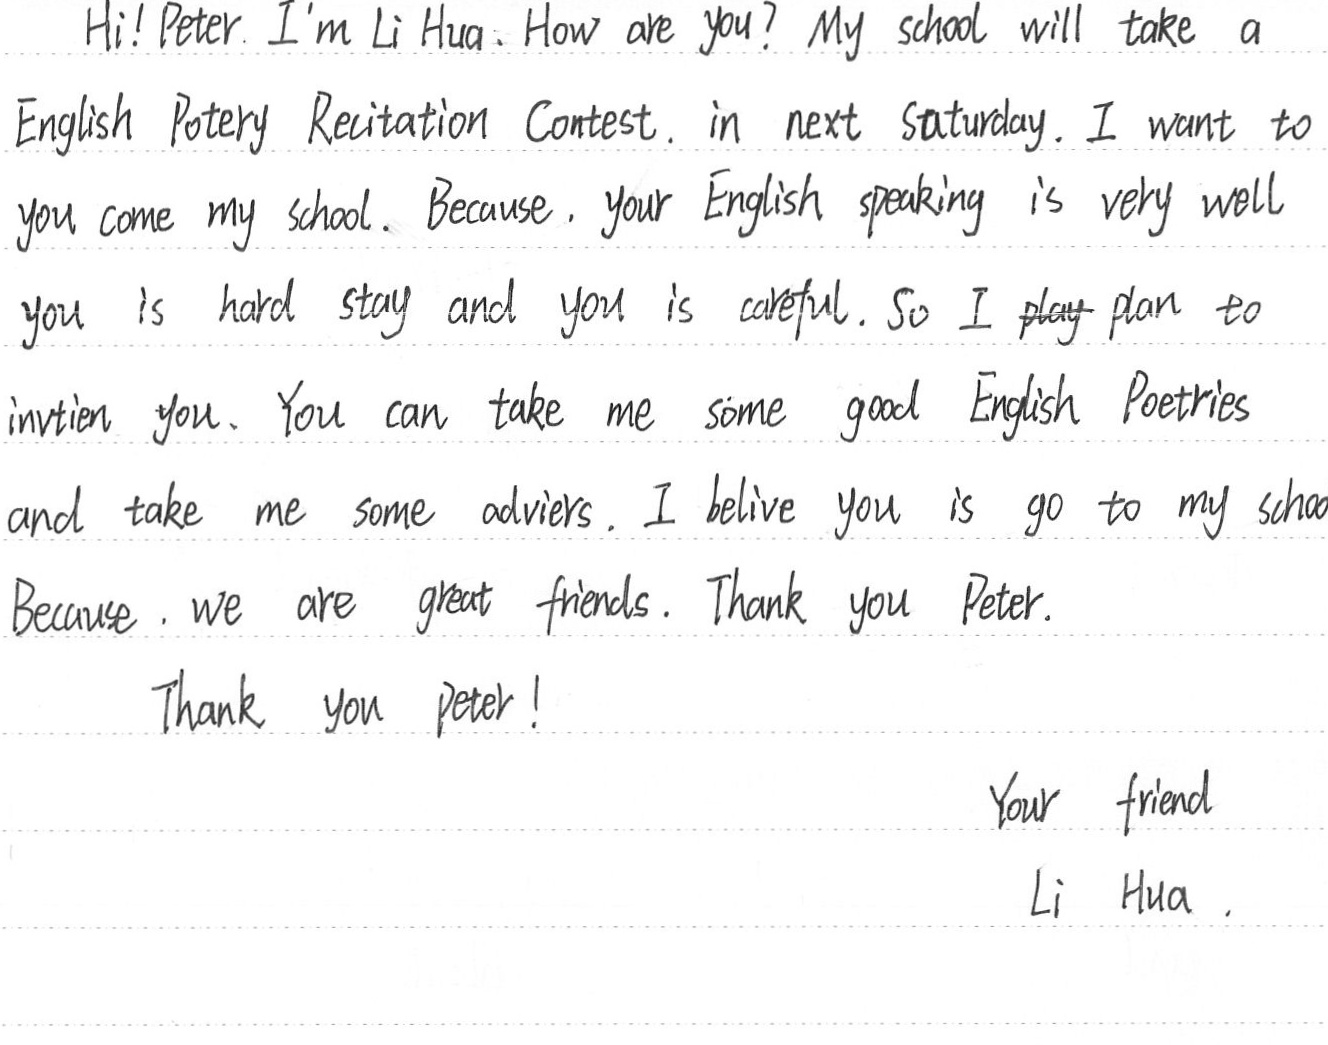 Hi! Peter. I'm Li Hua. How are you? My school will take a
English Potery Recitation Contest. in next Saturday. I want to
you come my school. Because. your English speaking is very well
you is hard stay and you is careful. So I play plan to
invtien you. You can take me some good English Poetries
and take me some adviers. I belive you is go to my schoo
Because. we are great friends. Thank you Peter.
Thank you peter!
Your friend
Li Hua.